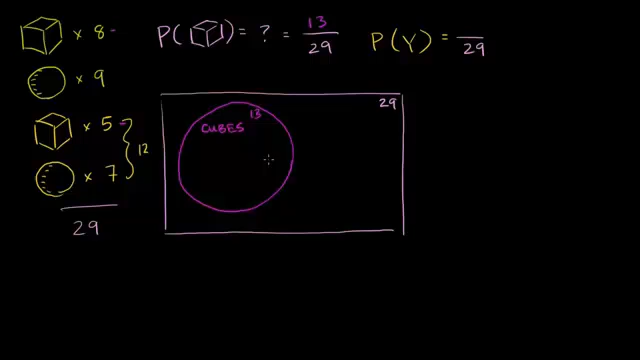 × 8
× 9
× 5
× 7
12
29
P( ) = ? = 13/29
P(Y) = /29
29
CUBES 13